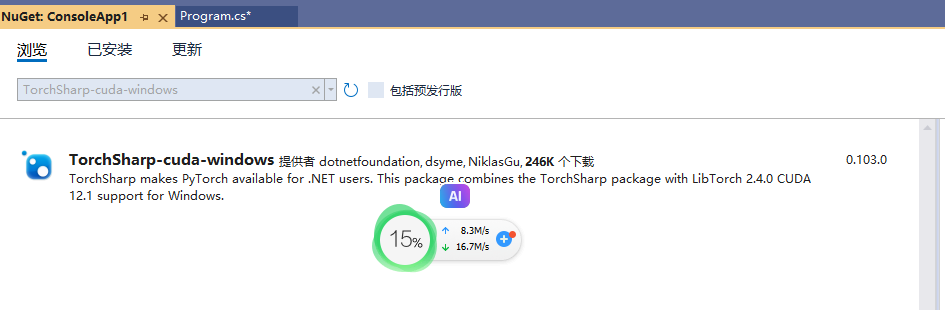 NuGet: ConsoleApp1
Program.cs*
浏览 已安装 更新
TorchSharp-cuda-windows
包括预发行版
TorchSharp-cuda-windows 提供者 dotnetfoundation, dsyme, NiklasGu, 246K 个下载
0.103.0
TorchSharp makes PyTorch available for .NET users. This package combines the TorchSharp package with LibTorch 2.4.0 CUDA
12.1 support for Windows.
AI
15%
8.3M/s
16.7M/s